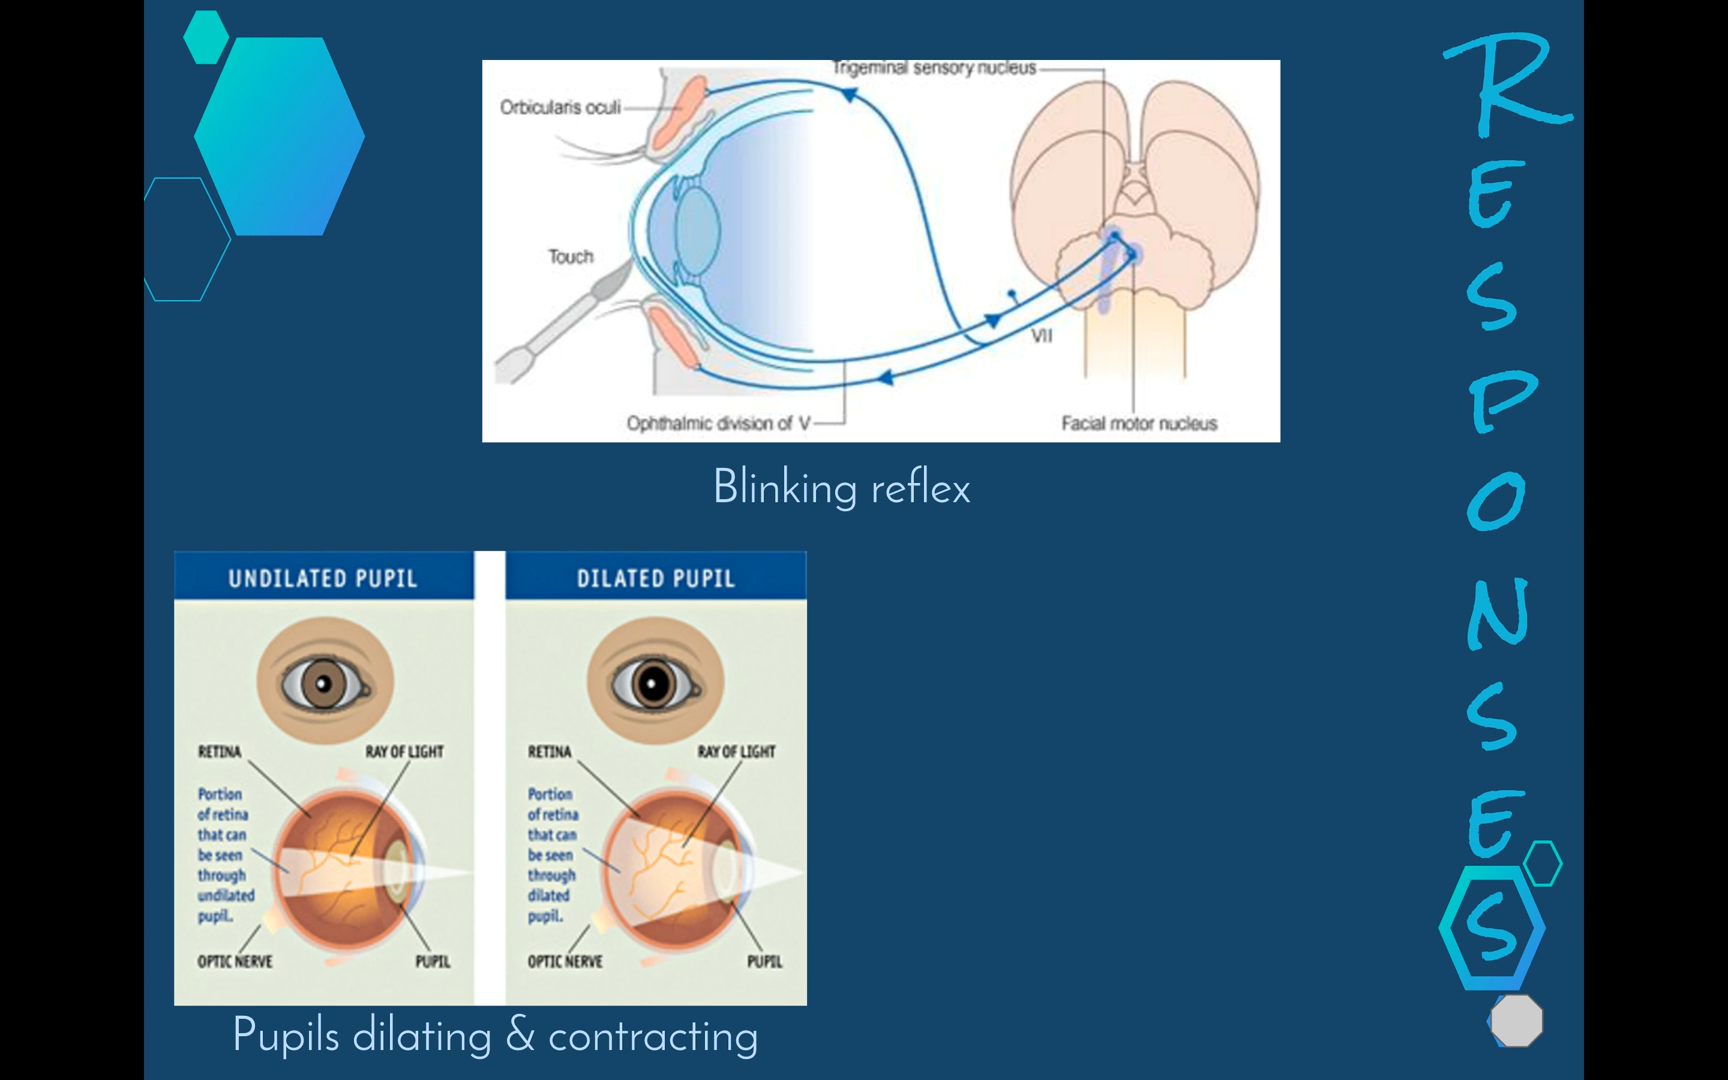 Trigeminal sensory nucleus
Orbicularis oculi
Touch
VII
Ophthalmic division of V
Facial motor nucleus
Blinking reflex
UNDILATED PUPIL
RETINA
RAY OF LIGHT
Portion
of retina
that can
be seen
through
undilated
pupil.
OPTIC NERVE
PUPIL
DILATED PUPIL
RETINA
RAY OF LIGHT
Portion
of retina
that can
be seen
through
dilated
pupil.
OPTIC NERVE
PUPIL
Pupils dilating & contracting
R
E
S
P
O
N
S
E
S